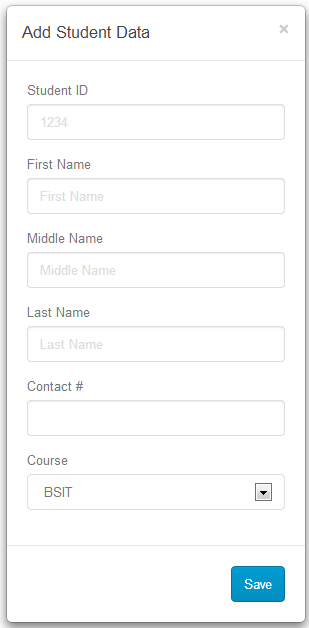 Add Student Data ×
Student ID
1234
First Name
First Name
Middle Name
Middle Name
Last Name
Last Name
Contact #
Course
BSIT
Save